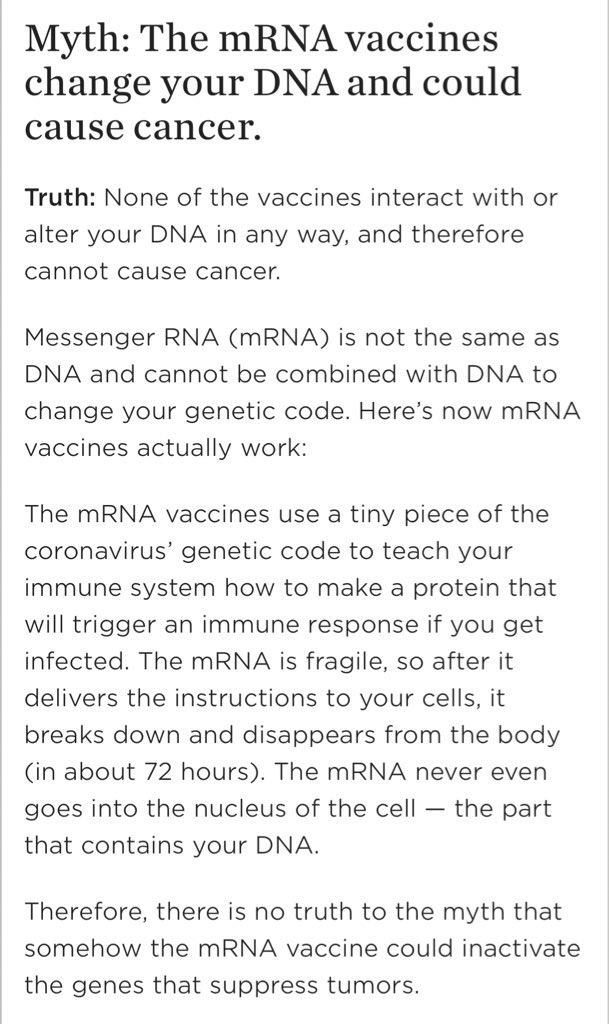 Myth: The mRNA vaccines
change your DNA and could
cause cancer.
Truth: None of the vaccines interact with or
alter your DNA in any way, and therefore
cannot cause cancer.
Messenger RNA (mRNA) is not the same as
DNA and cannot be combined with DNA to
change your genetic code. Here's now mRNA
vaccines actually work:
The mRNA vaccines use a tiny piece of the
coronavirus' genetic code to teach your
immune system how to make a protein that
will trigger an immune response if you get
infected. The mRNA is fragile, so after it
delivers the instructions to your cells, it
breaks down and disappears from the body
(in about 72 hours). The mRNA never even
goes into the nucleus of the cell — the part
that contains your DNA.
Therefore, there is no truth to the myth that
somehow the mRNA vaccine could inactivate
the genes that suppress tumors.